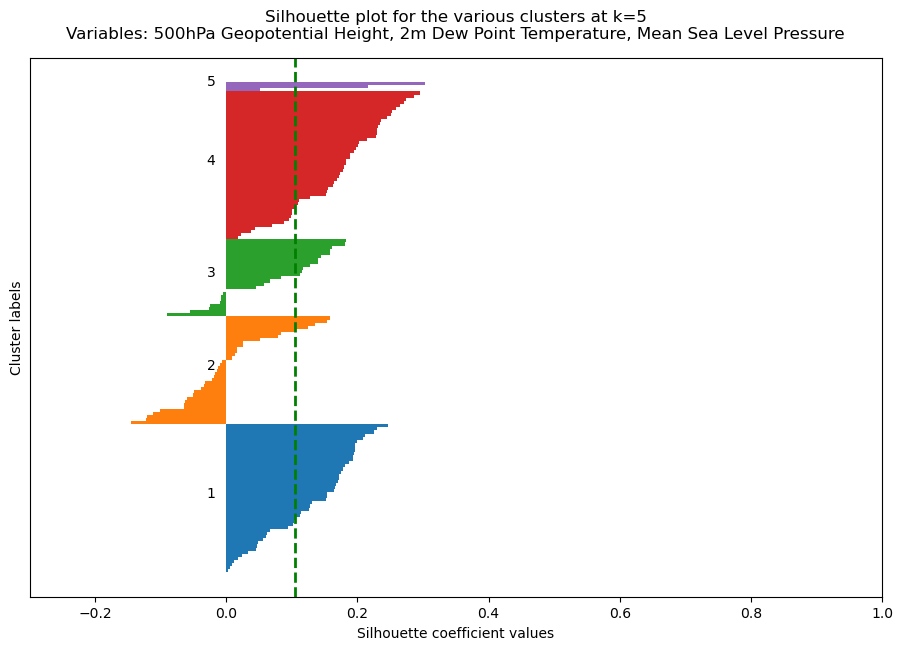 Silhouette plot for the various clusters at k=5
Variables: 500hPa Geopotential Height, 2m Dew Point Temperature, Mean Sea Level Pressure
5
4
3
2
1
Cluster labels
−0.2 0.0 0.2 0.4 0.6 0.8 1.0
Silhouette coefficient values